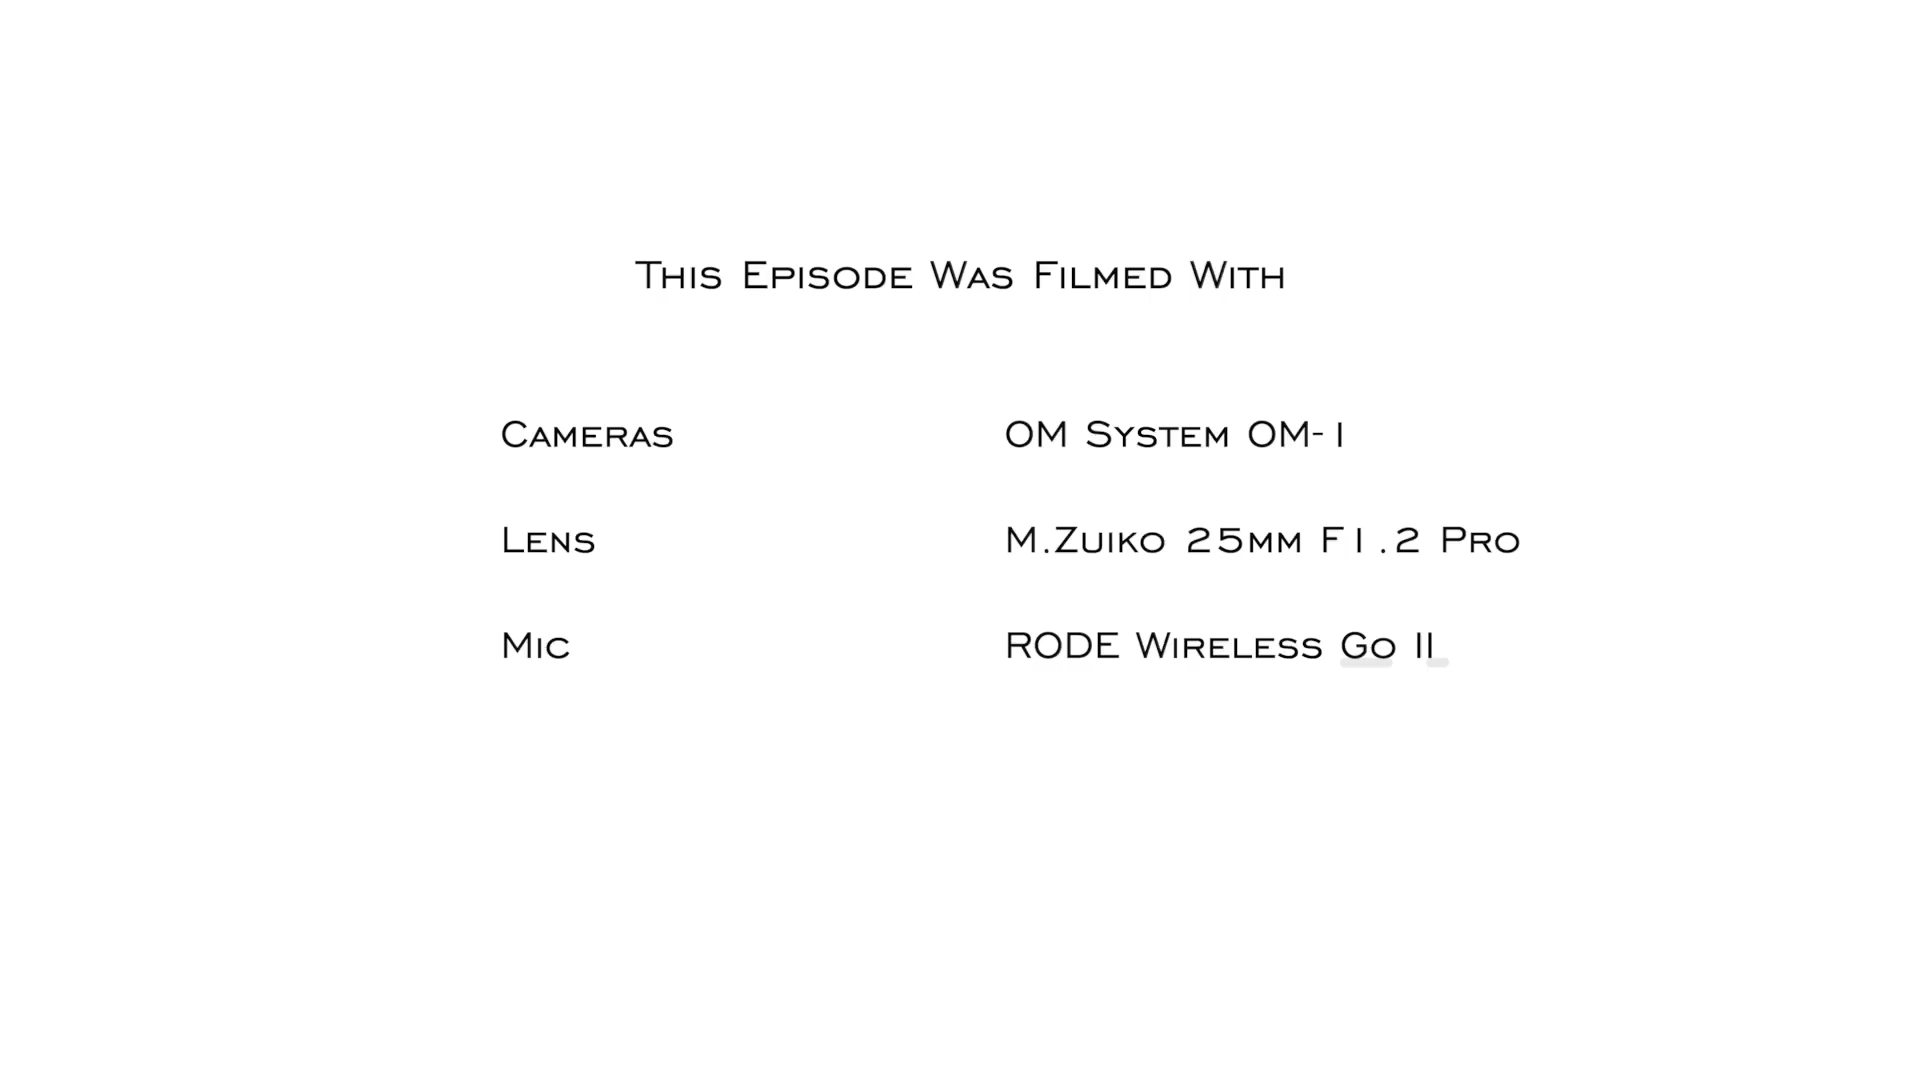 This Episode Was Filmed With
Cameras OM System OM-1
Lens M.Zuiko 25mm F1.2 Pro
Mic RODE Wireless Go II